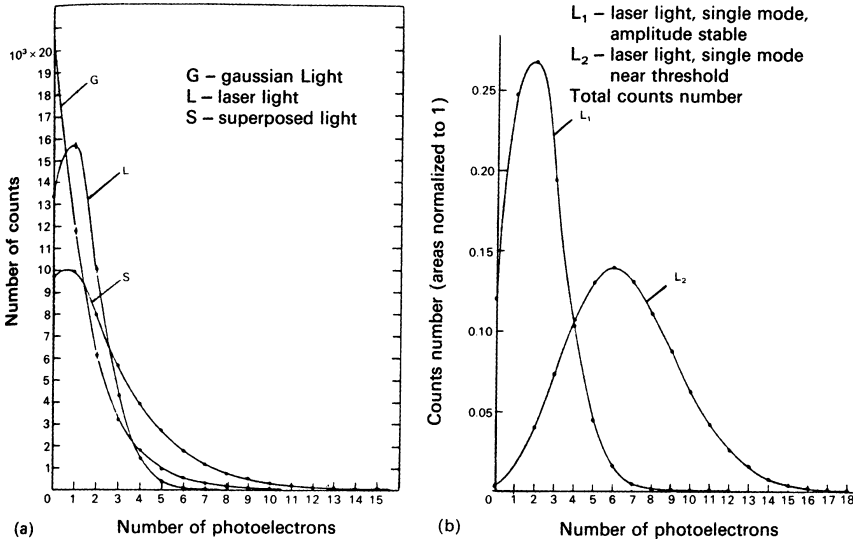 10³ × 20
19
18
17
16
15
14
13
12
11
10
9
8
7
6
5
4
3
2
1
Number of counts
G – gaussian Light
L – laser light
S – superposed light
G
L
S
0 1 2 3 4 5 6 7 8 9 10 11 12 13 14 15
(a) Number of photoelectrons
L₁ – laser light, single mode,
amplitude stable
L₂ – laser light, single mode
near threshold
Total counts number
0.25
0.20
0.15
0.10
0.05
Counts number (areas normalized to 1)
L₁
L₂
0 1 2 3 4 5 6 7 8 9 10 11 12 13 14 15 16 17 18
(b) Number of photoelectrons